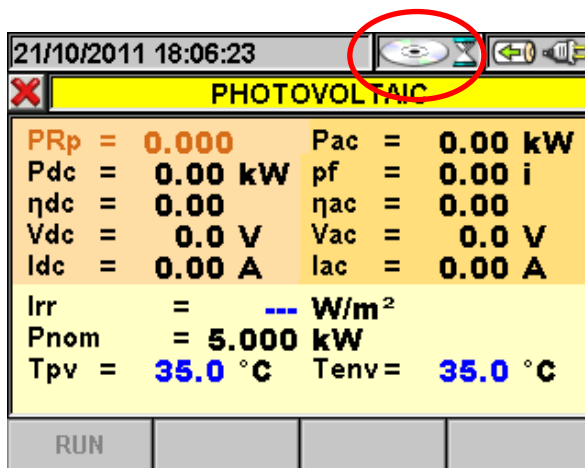 21/10/2011 18:06:23
PHOTOVOLTAIC
PRp = 0.000 Pac = 0.00 kW
Pdc = 0.00 kW pf = 0.00 i
ηdc = 0.00 ηac = 0.00
Vdc = 0.0 V Vac = 0.0 V
Idc = 0.00 A Iac = 0.00 A
Irr = --- W/m²
Pnom = 5.000 kW
Tpv = 35.0 °C Tenv = 35.0 °C
RUN